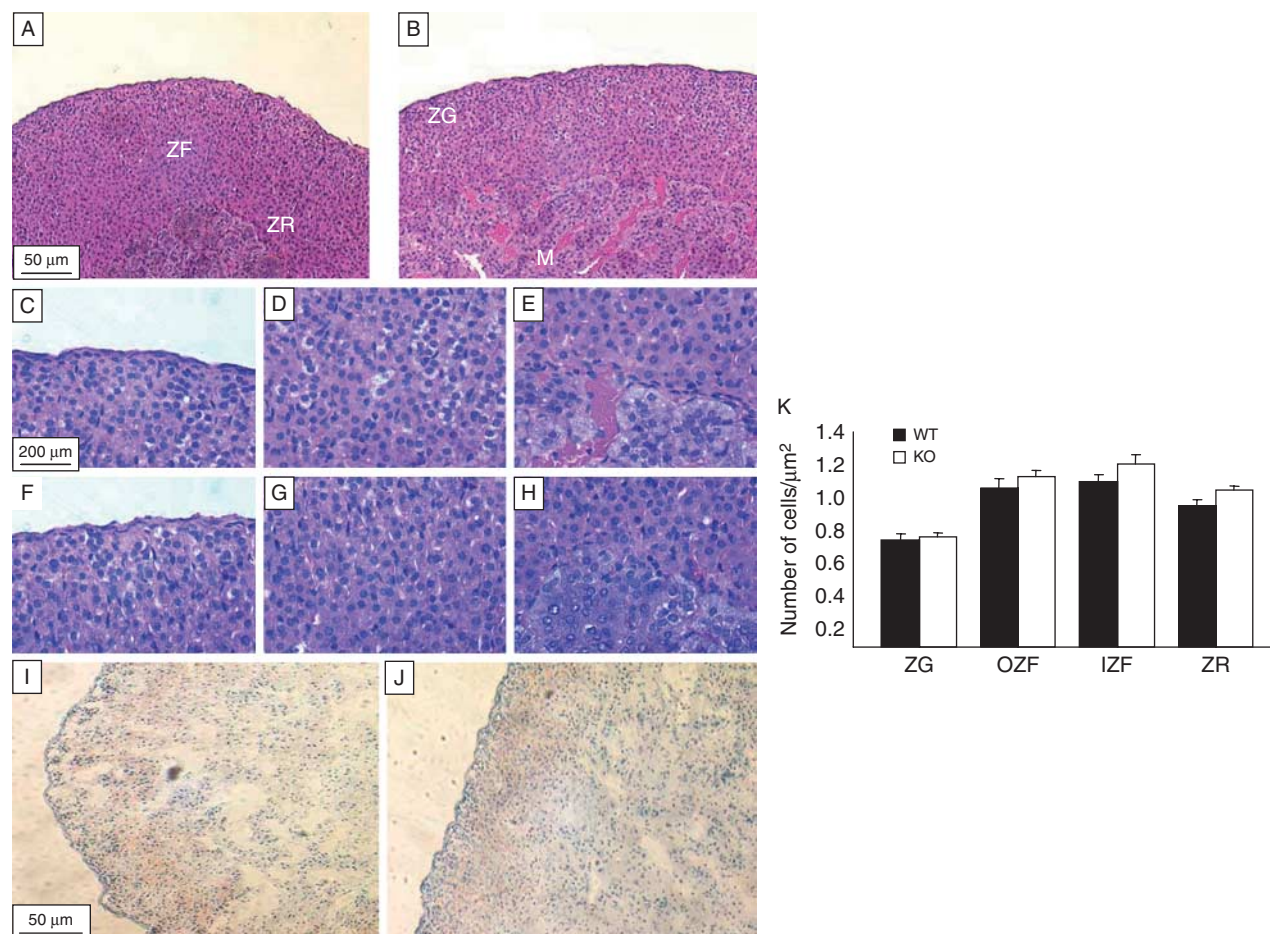 A
B
ZF
ZR
50 μm
ZG
M
C
D
E
200 μm
F
G
H
I
J
50 μm
K
Number of cells/μm²
1.4
1.2
1.0
0.8
0.6
0.4
0.2
WT
KO
ZG OZF IZF ZR